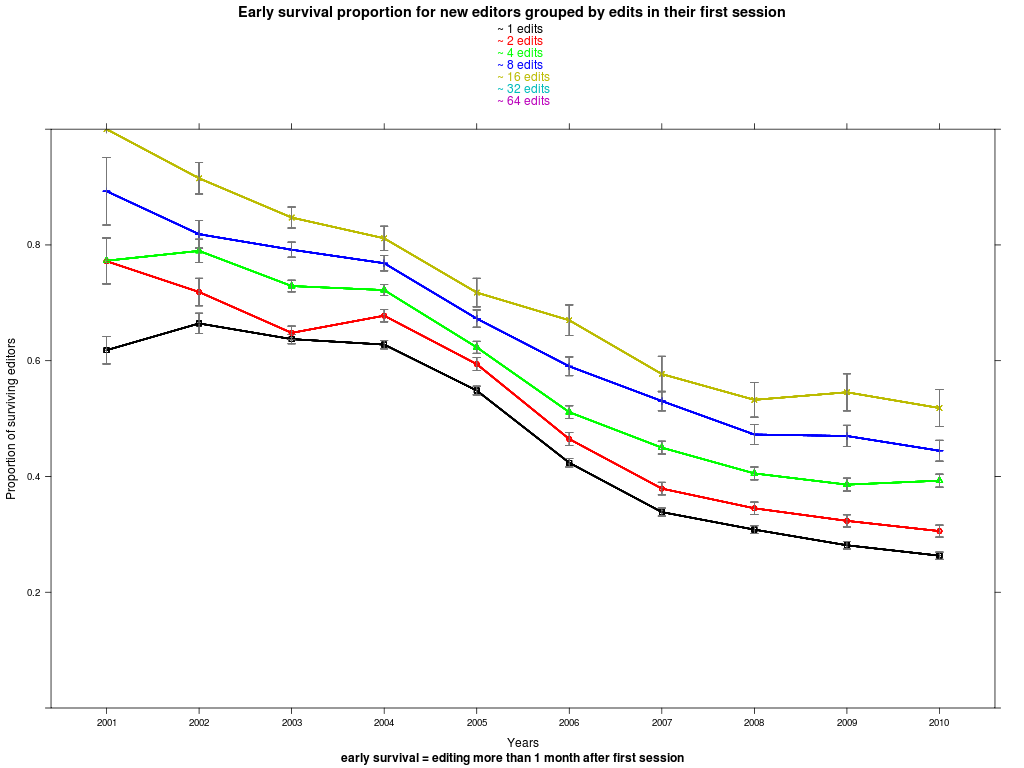 Early survival proportion for new editors grouped by edits in their first session
~ 1 edits
~ 2 edits
~ 4 edits
~ 8 edits
~ 16 edits
~ 32 edits
~ 64 edits
Proportion of surviving editors
0.8
0.6
0.4
0.2
2001 2002 2003 2004 2005 2006 2007 2008 2009 2010
Years
early survival = editing more than 1 month after first session